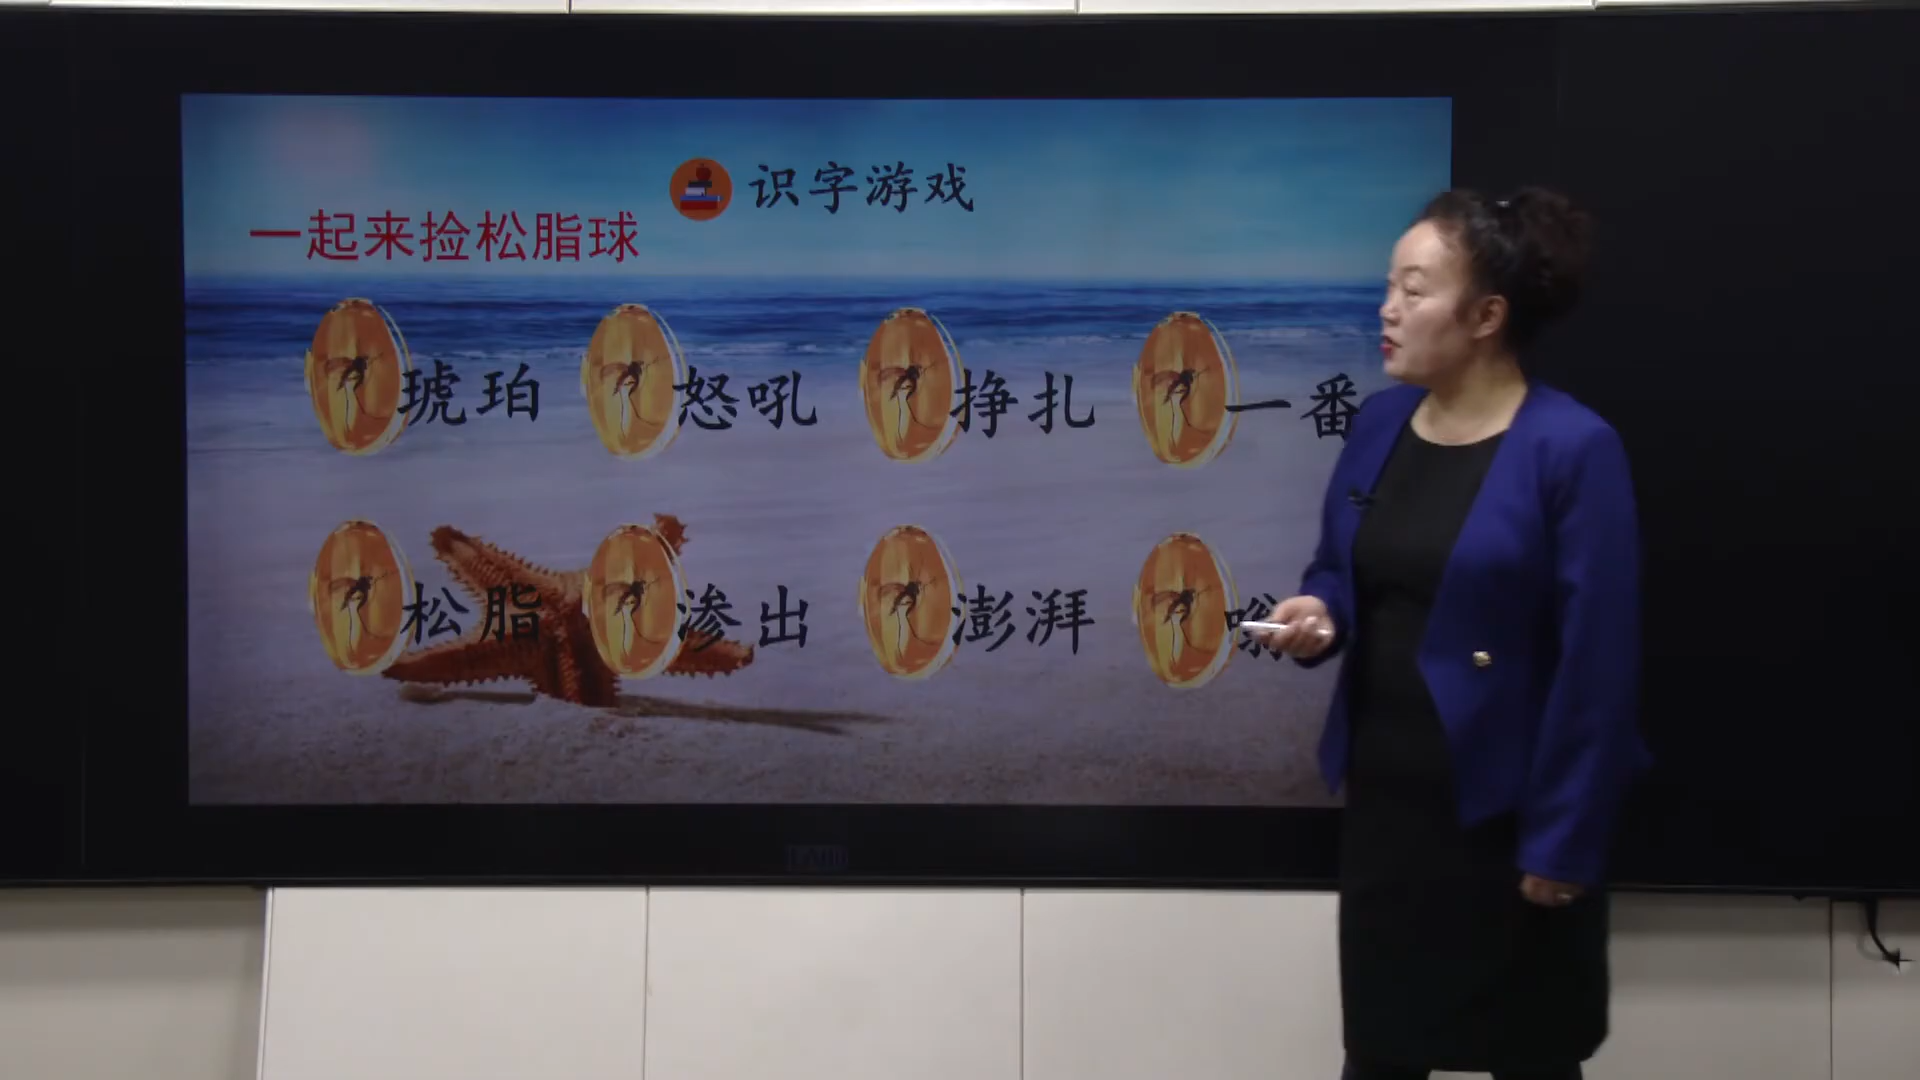 识字游戏
一起来捡松脂球
琥珀 怒吼 挣扎 一番
松脂 渗出 澎湃 嗡